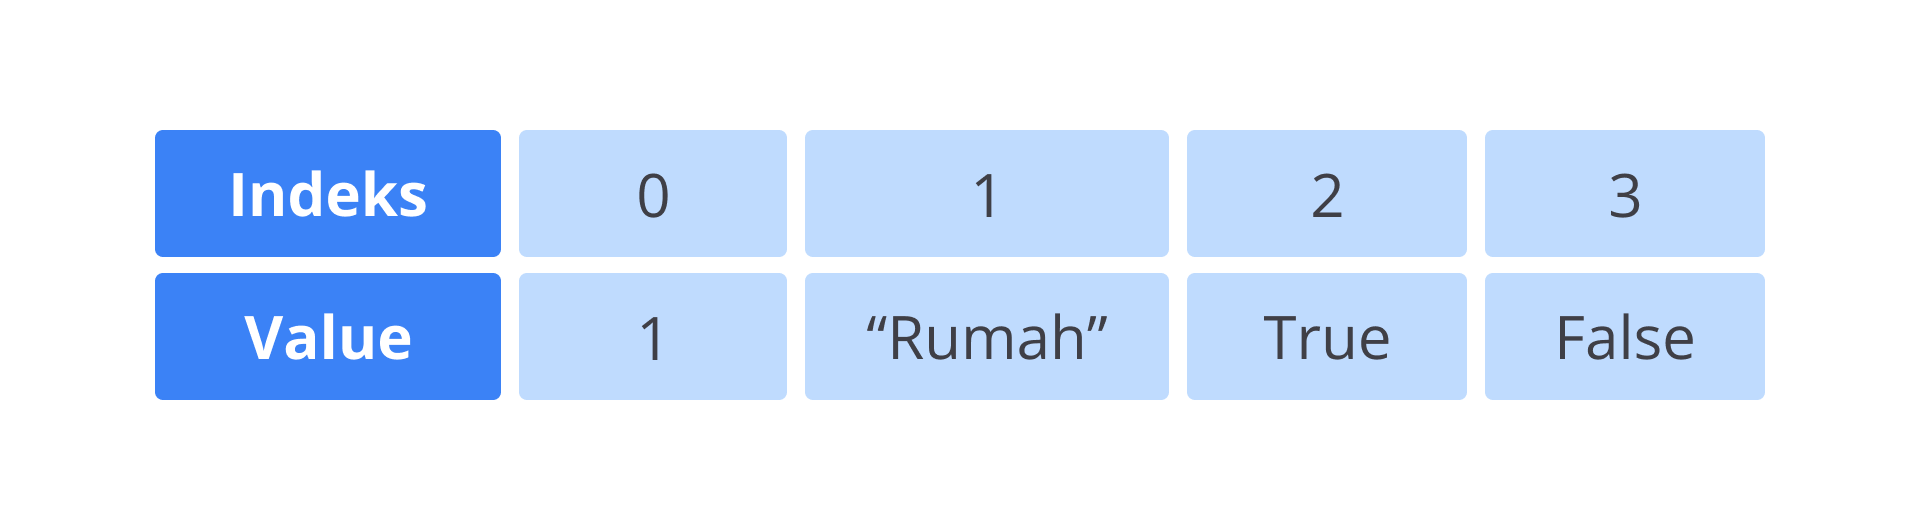 Indeks 0 1 2 3
Value 1 “Rumah” True False